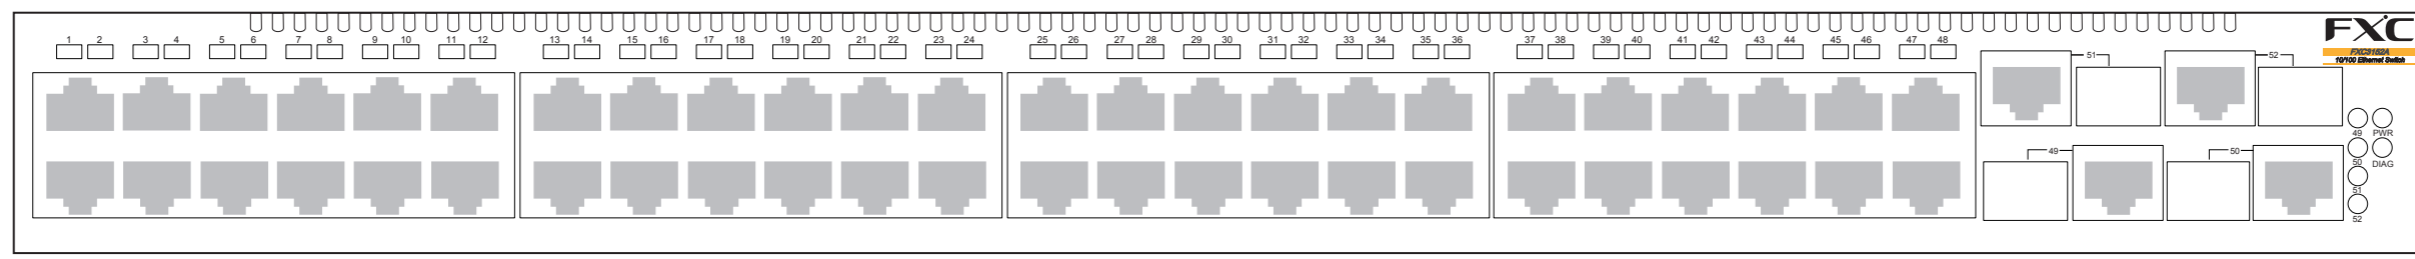 FXC
FXC3152A
10/100 Ethernet Switch
1 2 3 4 5 6 7 8 9 10 11 12 13 14 15 16 17 18 19 20 21 22 23 24 25 26 27 28 29 30 31 32 33 34 35 36 37 38 39 40 41 42 43 44 45 46 47 48
51 52
49 50
49 PWR
50 DIAG
51
52